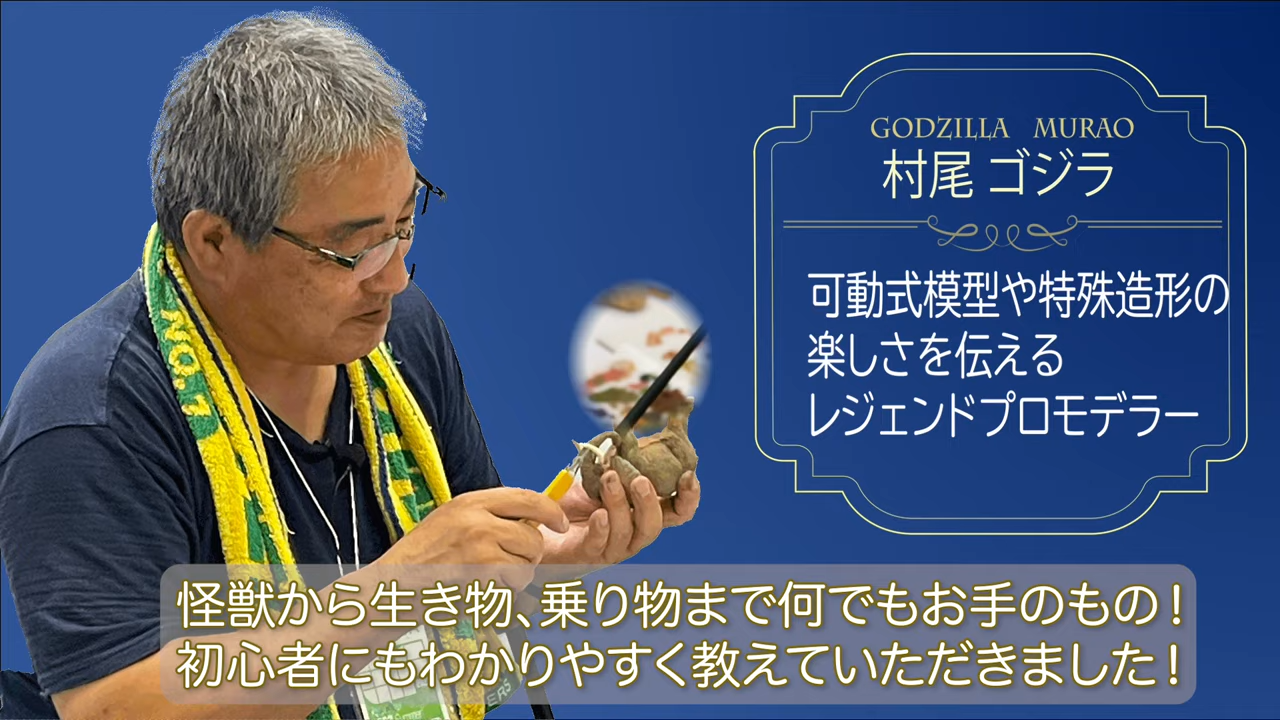 GODZILLA MURAO
村尾 ゴジラ
可動式模型や特殊造形の
楽しさを伝える
レジェンドプロモデラー
NO.1
怪獣から生き物、乗り物まで何でもお手のもの！
初心者にもわかりやすく教えていただきました！
ERS